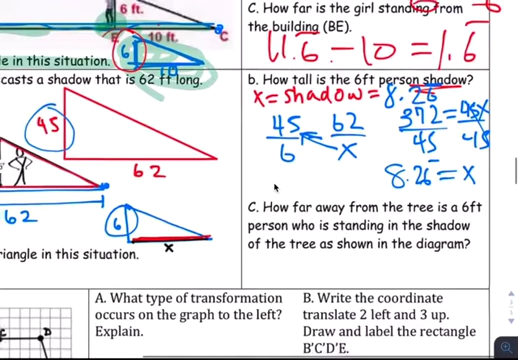 6 ft.
E
C
10 ft.
6
10
le in this situation.
casts a shadow that is 62 ft long.
45
62
62
6
x
riangle in this situation.
C
D
C. How far is the girl standing from
the building (BE)
11.6 - 10 = 1.6
b. How tall is the 6ft person shadow?
x = shadow = 8.26
45 62 372 = 45x
6 x 45 45
8.26 = x
C. How far away from the tree is a 6ft
person who is standing in the shadow
of the tree as shown in the diagram?
A. What type of transformation
occurs on the graph to the left?
Explain.
B. Write the coordinate
translate 2 left and 3 up.
Draw and label the rectangle
B'C'D'E.